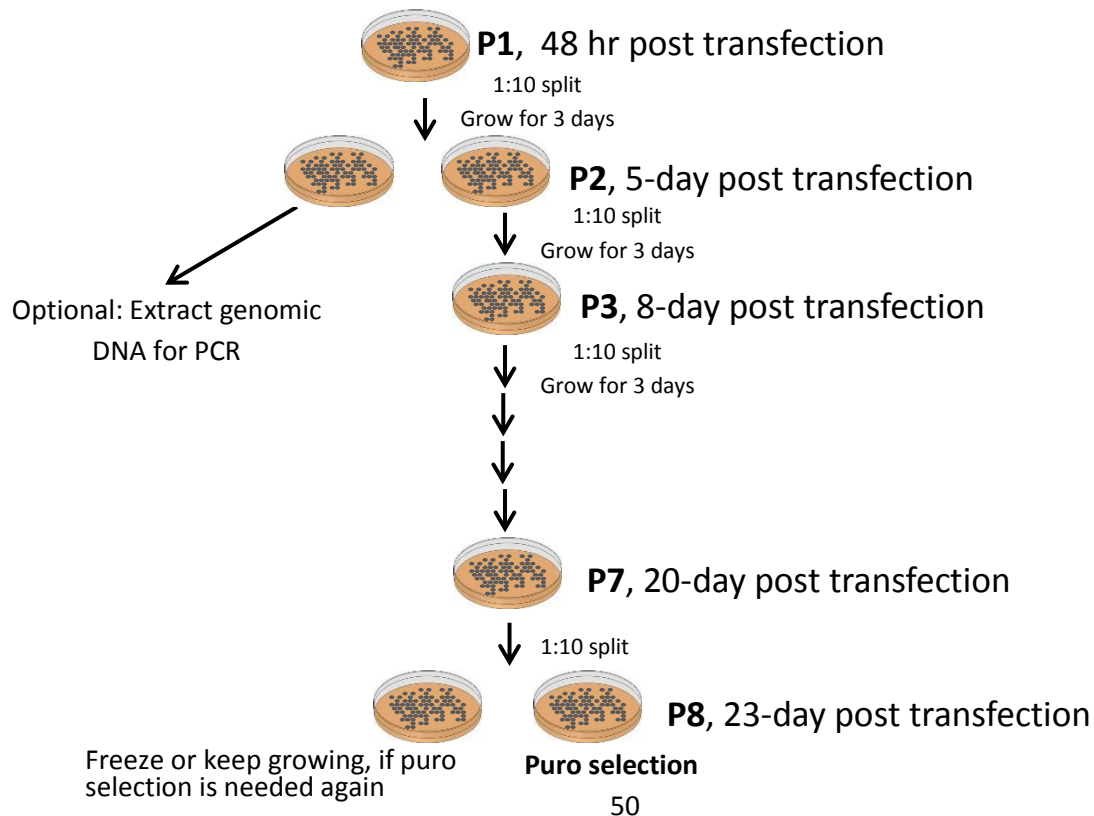 P1, 48 hr post transfection
1:10 split
Grow for 3 days
P2, 5-day post transfection
1:10 split
Grow for 3 days
Optional: Extract genomic
DNA for PCR
P3, 8-day post transfection
1:10 split
Grow for 3 days
P7, 20-day post transfection
1:10 split
P8, 23-day post transfection
Freeze or keep growing, if puro
selection is needed again
Puro selection
50